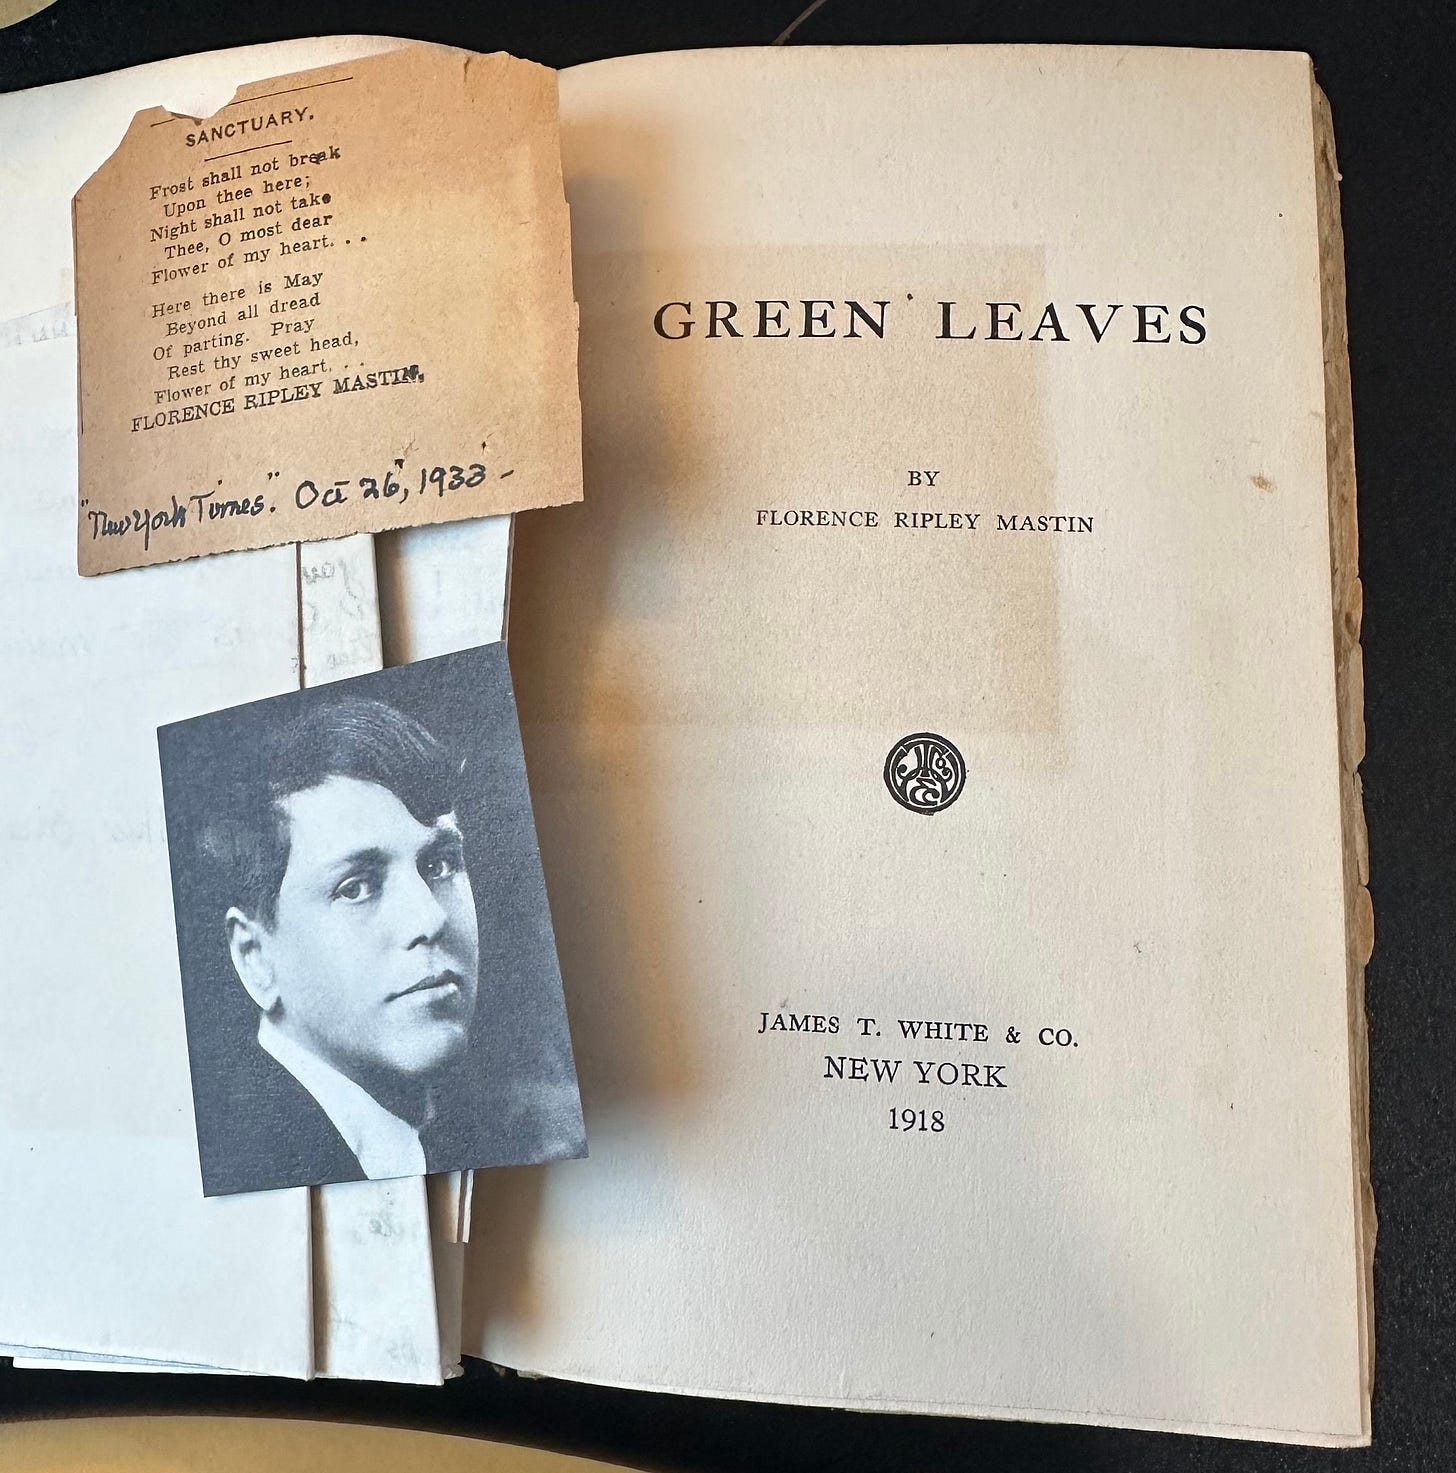 SANCTUARY.
Frost shall not break
Upon thee here;
Night shall not take
Thee, O most dear
Flower of my heart. . .
Here there is May
Beyond all dread
Of parting. Pray
Rest thy sweet head,
Flower of my heart. . .
FLORENCE RIPLEY MASTIN.
"New York Times." Oct 26", 1933 -
GREEN LEAVES
BY
FLORENCE RIPLEY MASTIN
JAMES T. WHITE & CO.
NEW YORK
1918